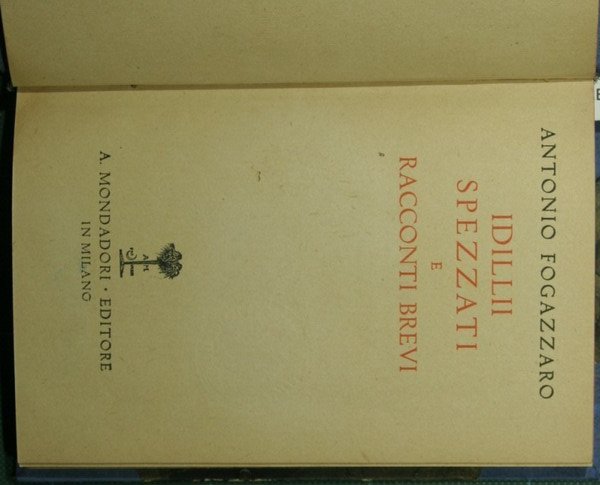 ANTONIO FOGAZZARO
IDILLII
SPEZZATI
E
RACCONTI BREVI
A M
A. MONDADORI · EDITORE
IN MILANO